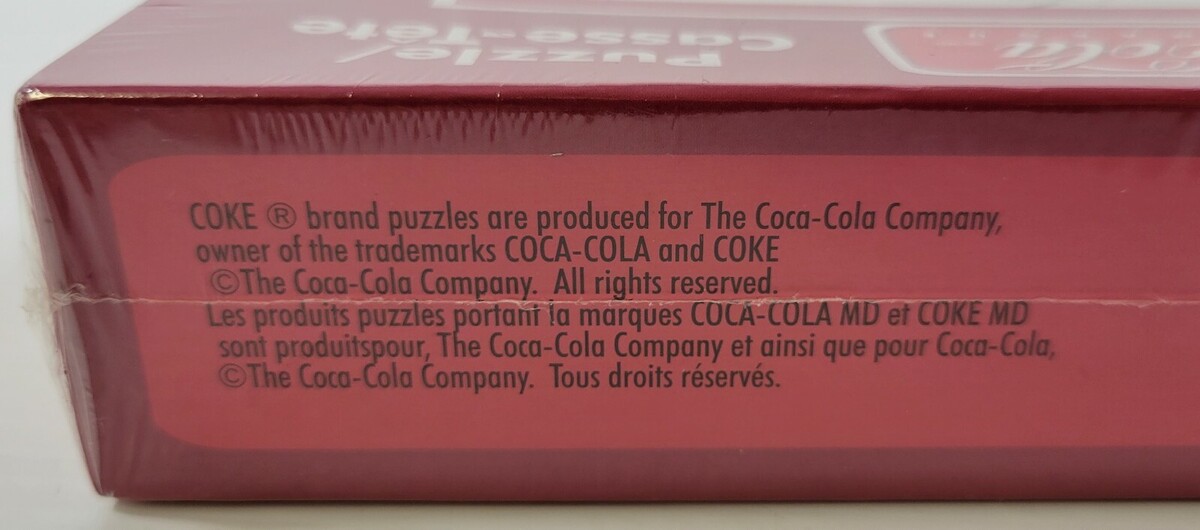 Puzzle/
Casse-tête
Cola
COKE ® brand puzzles are produced for The Coca-Cola Company,
owner of the trademarks COCA-COLA and COKE
©The Coca-Cola Company. All rights reserved.
Les produits puzzles portant la marques COCA-COLA MD et COKE MD
sont produitspour, The Coca-Cola Company et ainsi que pour Coca-Cola,
©The Coca-Cola Company. Tous droits réservés.